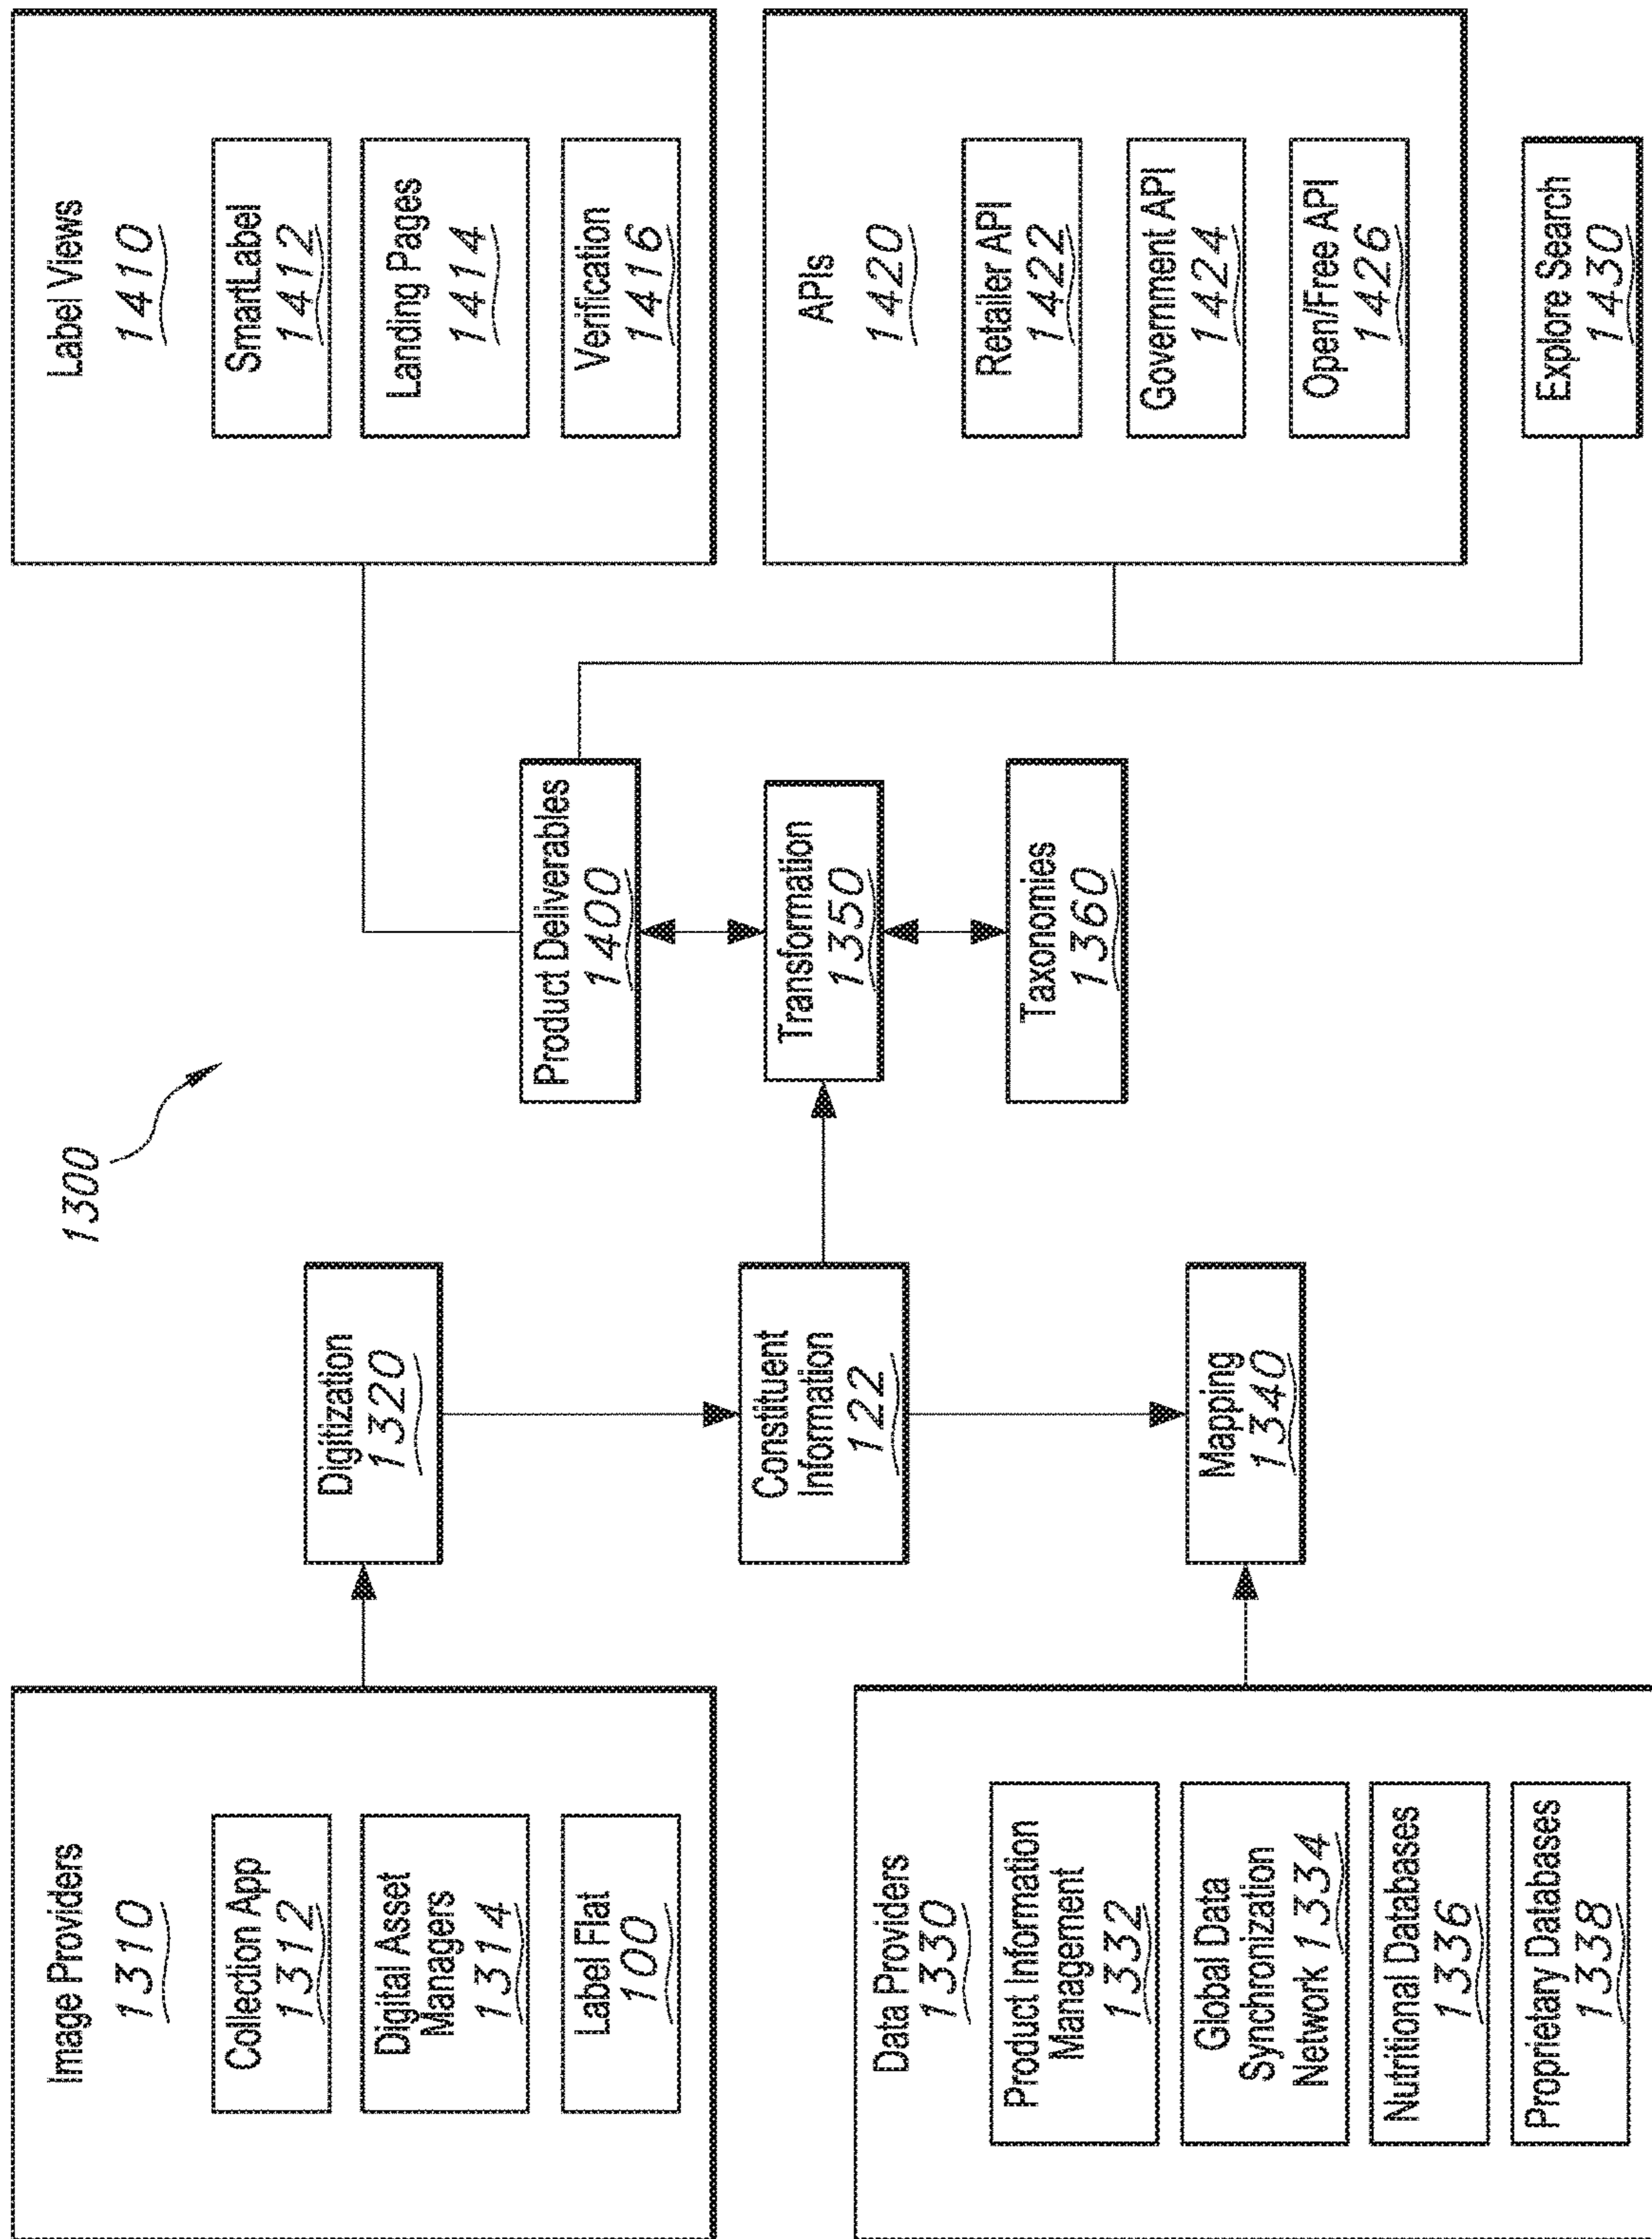 1300
Image Providers
1310
Collection App
1312
Digital Asset
Managers
1314
Label Flat
100
Data Providers
1330
Product Information
Management
1332
Global Data
Synchronization
Network 1334
Nutritional Databases
1336
Proprietary Databases
1338
Digitization
1320
Constituent
Information
122
Mapping
1340
Product Deliverables
1400
Transformation
1350
Taxonomies
1360
Label Views
1410
SmartLabel
1412
Landing Pages
1414
Verification
1416
APIs
1420
Retailer API
1422
Government API
1424
Open/Free API
1426
Explore Search
1430